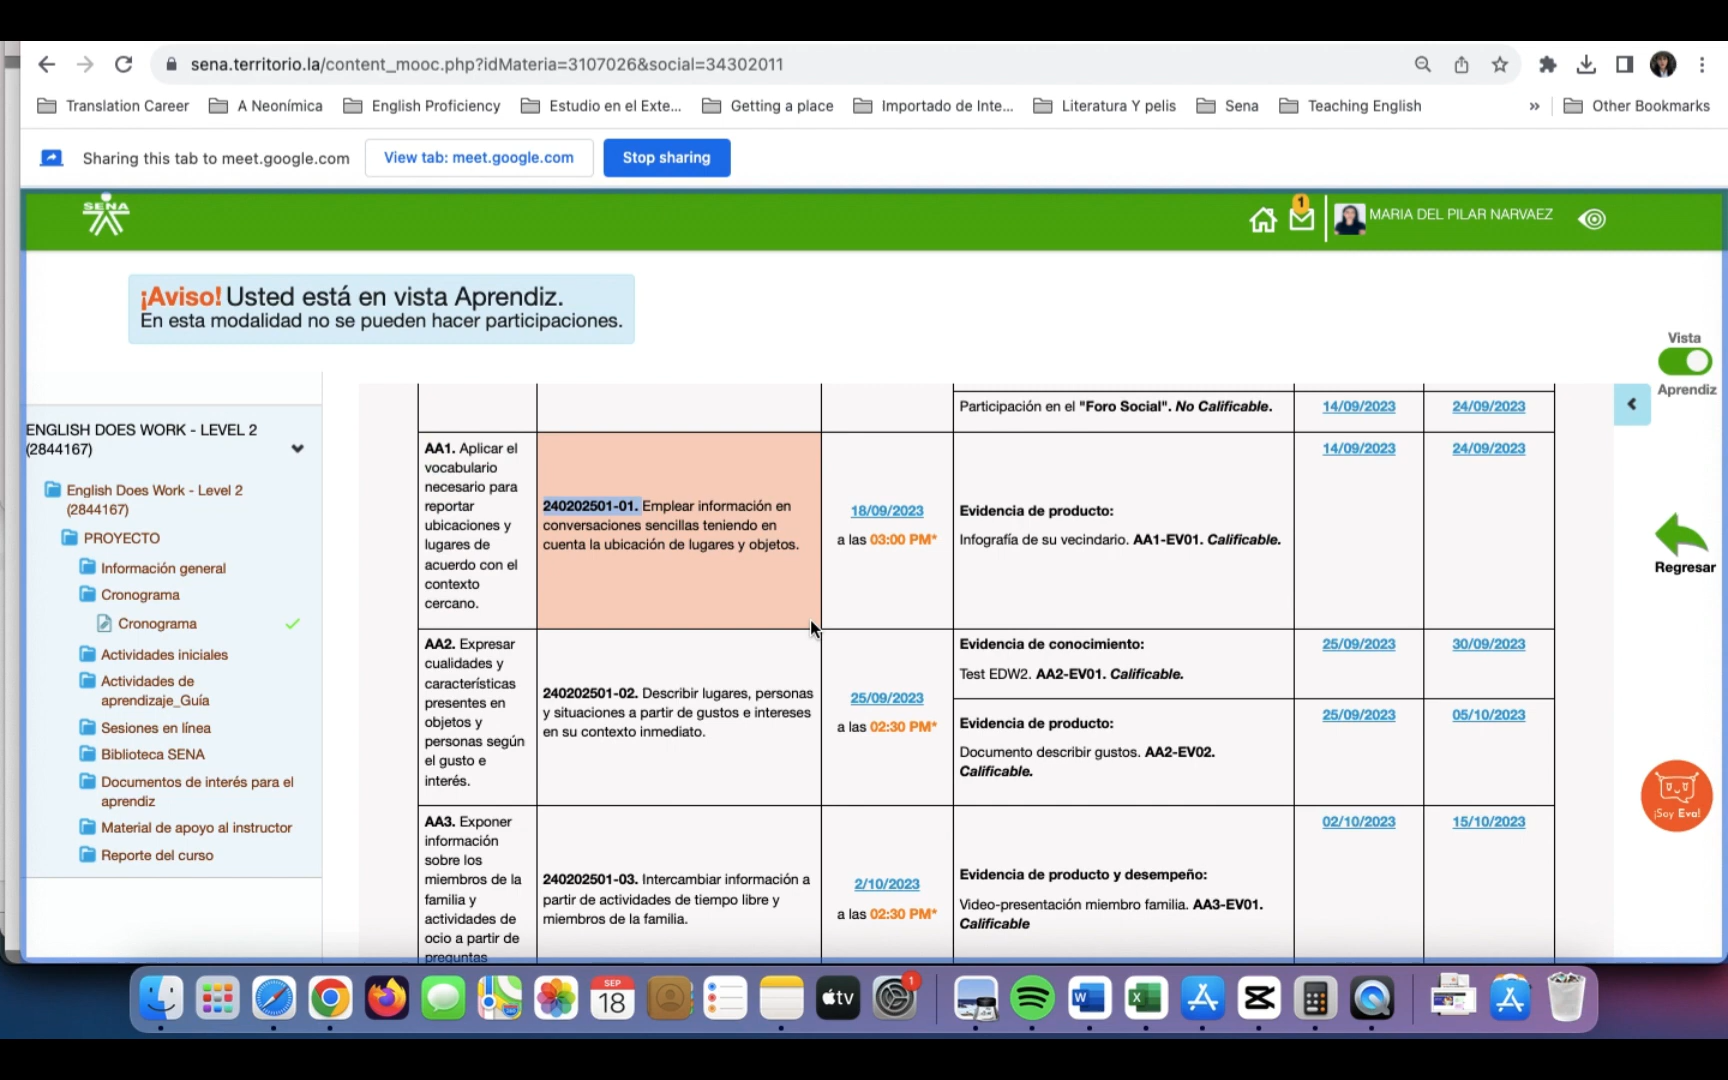 sena.territorio.la/content_mooc.php?idMateria=3107026&social=34302011
Translation Career
A Neonímica
English Proficiency
Estudio en el Exte...
Getting a place
Importado de Inte...
Literatura Y pelis
Sena
Teaching English
»
Other Bookmarks
Sharing this tab to meet.google.com
View tab: meet.google.com
Stop sharing
SENA
1
MARIA DEL PILAR NARVAEZ
¡Aviso! Usted está en vista Aprendiz.
En esta modalidad no se pueden hacer participaciones.
Vista
Aprendiz
Regresar
¡Soy Eva!
ENGLISH DOES WORK - LEVEL 2
(2844167)
English Does Work - Level 2
(2844167)
PROYECTO
Información general
Cronograma
Cronograma
Actividades iniciales
Actividades de
aprendizaje_Guía
Sesiones en línea
Biblioteca SENA
Documentos de interés para el
aprendiz
Material de apoyo al instructor
Reporte del curso
Participación en el "Foro Social". No Calificable.
14/09/2023
24/09/2023
AA1. Aplicar el
vocabulario
necesario para
reportar
ubicaciones y
lugares de
acuerdo con el
contexto
cercano.
240202501-01. Emplear información en
conversaciones sencillas teniendo en
cuenta la ubicación de lugares y objetos.
18/09/2023
a las 03:00 PM*
Evidencia de producto:
Infografía de su vecindario. AA1-EV01. Calificable.
14/09/2023
24/09/2023
AA2. Expresar
cualidades y
características
presentes en
objetos y
personas según
el gusto e
interés.
240202501-02. Describir lugares, personas
y situaciones a partir de gustos e intereses
en su contexto inmediato.
25/09/2023
a las 02:30 PM*
Evidencia de conocimiento:
Test EDW2. AA2-EV01. Calificable.
25/09/2023
30/09/2023
Evidencia de producto:
Documento describir gustos. AA2-EV02.
Calificable.
25/09/2023
05/10/2023
AA3. Exponer
información
sobre los
miembros de la
familia y
actividades de
ocio a partir de
preguntas
240202501-03. Intercambiar información a
partir de actividades de tiempo libre y
miembros de la familia.
2/10/2023
a las 02:30 PM*
Evidencia de producto y desempeño:
Video-presentación miembro familia. AA3-EV01.
Calificable
02/10/2023
15/10/2023
SEP
18
tv
1
W
X